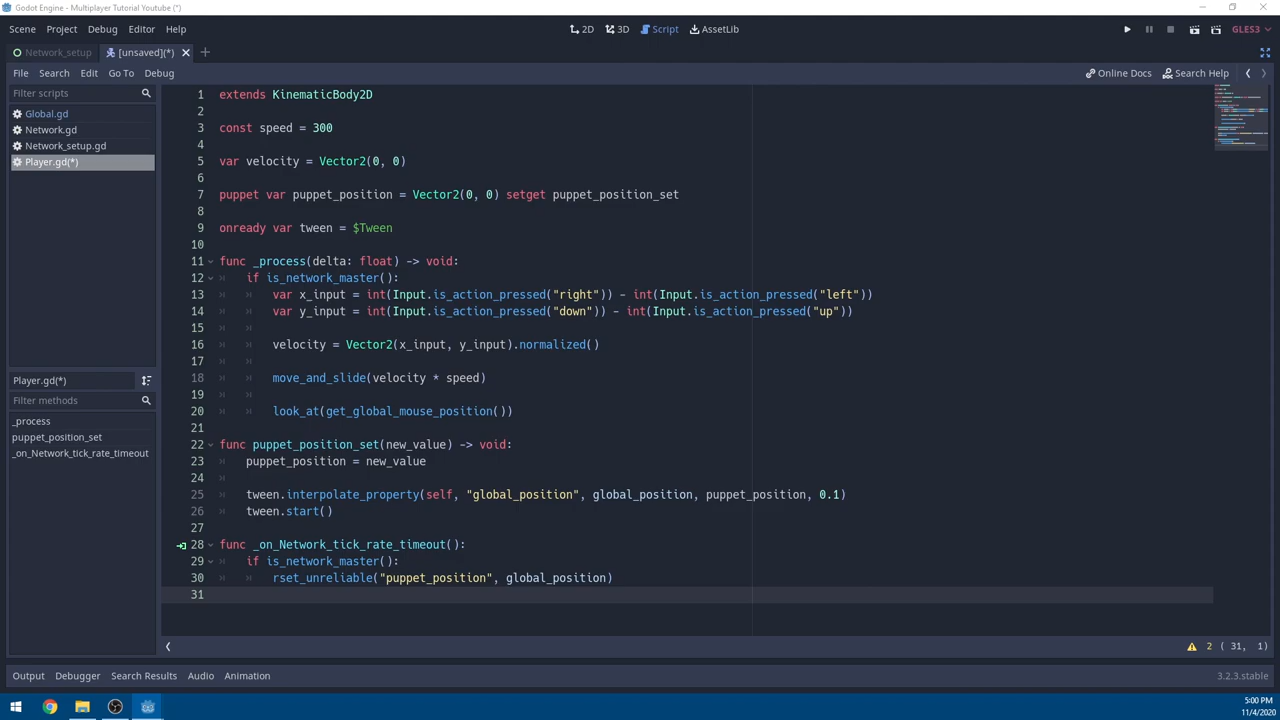 Godot Engine - Multiplayer Tutorial Youtube (*)
Scene Project Debug Editor Help
2D 3D Script AssetLib
GLES3
Network_setup [unsaved](*)
File Search Edit Go To Debug
Online Docs Search Help
Filter scripts
Global.gd
Network.gd
Network_setup.gd
Player.gd(*)
Player.gd(*)
Filter methods
_process
puppet_position_set
_on_Network_tick_rate_timeout
1 extends KinematicBody2D
2
3 const speed = 300
4
5 var velocity = Vector2(0, 0)
6
7 puppet var puppet_position = Vector2(0, 0) setget puppet_position_set
8
9 onready var tween = $Tween
10
11 func _process(delta: float) -> void:
12 if is_network_master():
13 var x_input = int(Input.is_action_pressed("right")) - int(Input.is_action_pressed("left"))
14 var y_input = int(Input.is_action_pressed("down")) - int(Input.is_action_pressed("up"))
15
16 velocity = Vector2(x_input, y_input).normalized()
17
18 move_and_slide(velocity * speed)
19
20 look_at(get_global_mouse_position())
21
22 func puppet_position_set(new_value) -> void:
23 puppet_position = new_value
24
25 tween.interpolate_property(self, "global_position", global_position, puppet_position, 0.1)
26 tween.start()
27
28 func _on_Network_tick_rate_timeout():
29 if is_network_master():
30 rset_unreliable("puppet_position", global_position)
31
2 ( 31, 1)
Output Debugger Search Results Audio Animation
3.2.3.stable
5:00 PM
11/4/2020